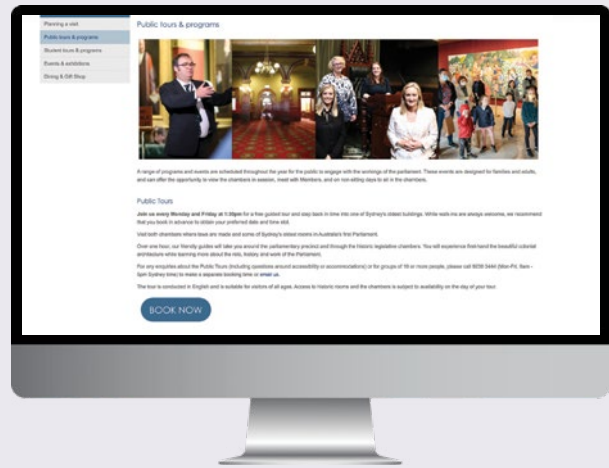 Planning a visit
Public tours & programs
Public tours & programs
Student tours & programs
Events & exhibitions
Dining & Gift Shop
A range of programs and events are scheduled throughout the year for the public to engage with the workings of the parliament. These events are designed for families and adults,
and can offer the opportunity to view the chambers in session, meet with Members, and on non-sitting days to sit in the chambers.
Public Tours
Join us every Monday and Friday at 1:30pm for a free guided tour and step back in time into one of Sydney's oldest buildings. While walk-ins are always welcome, we recommend
that you book in advance to obtain your preferred date and time slot.
Visit both chambers where laws are made and some of Sydney's oldest rooms in Australia's first Parliament.
Over one hour, our friendly guides will take you around the parliamentary precinct and through the historic legislative chambers. You will experience first-hand the beautiful colonial
architecture while learning more about the role, history and work of the Parliament.
For any enquiries about the Public Tours (including questions around accessibility or accommodations) or for groups of 10 or more people, please call 9230 3444 (Mon-Fri, 9am -
5pm Sydney time) to make a separate booking time or email us.
The tour is conducted in English and is suitable for visitors of all ages. Access to historic rooms and the chambers is subject to availability on the day of your tour.
BOOK NOW